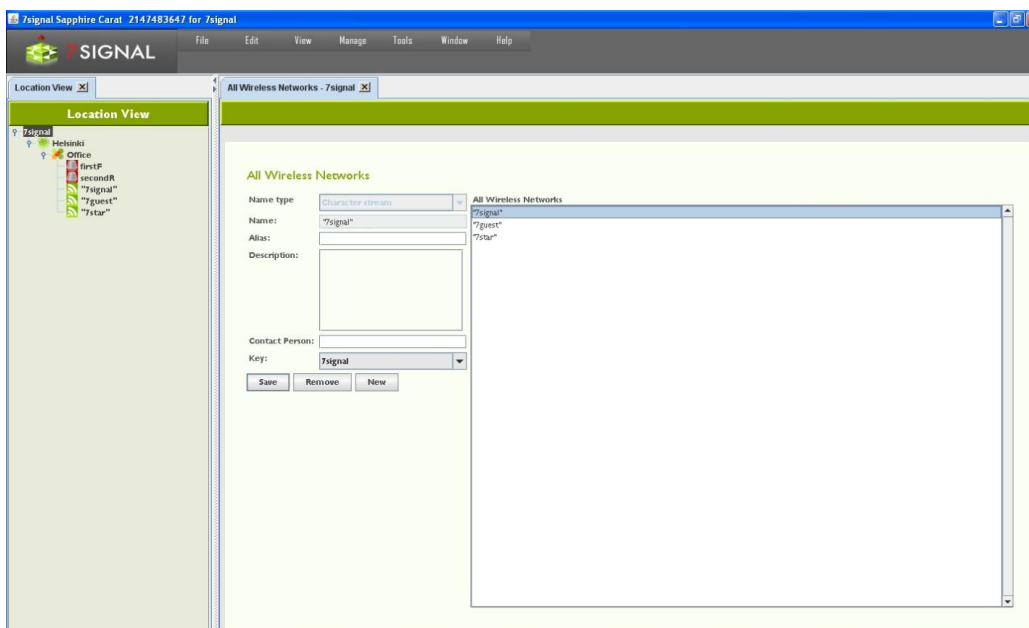 7signal Sapphire Carat 2147483647 for 7signal
7SIGNAL
File Edit View Manage Tools Window Help
Location View
All Wireless Networks - 7signal
Location View
7signal
Helsinki
Office
firstF
secondR
"7signal"
"7guest"
"7star"
All Wireless Networks
Name type Character stream
Name: "7signal"
Alias:
Description:
Contact Person:
Key: 7signal
Save Remove New
All Wireless Networks
"7signal"
"7guest"
"7star"